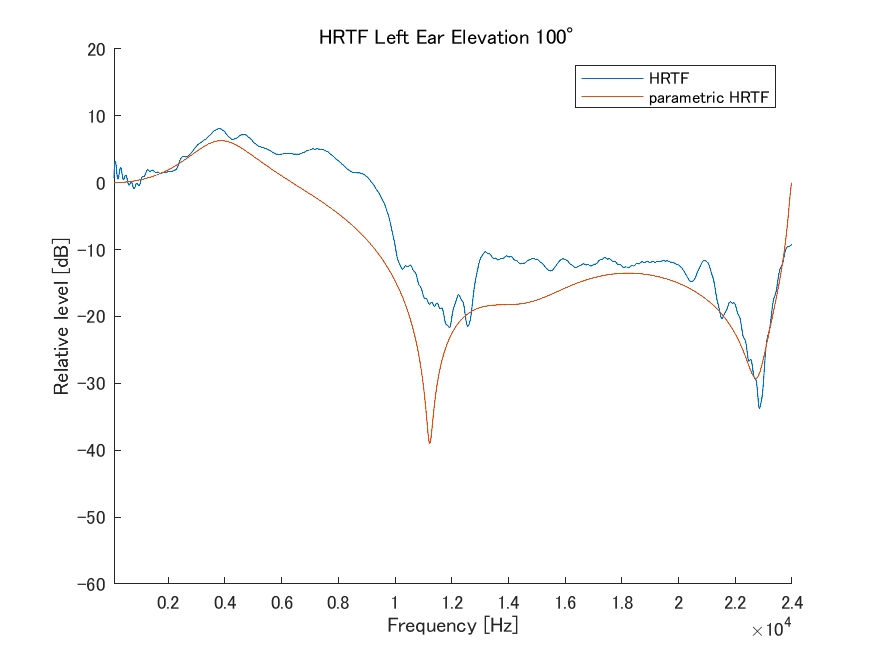 HRTF Left Ear Elevation 100°
HRTF
parametric HRTF
Relative level [dB]
20
10
0
−10
−20
−30
−40
−50
−60
0.2 0.4 0.6 0.8 1 1.2 1.4 1.6 1.8 2 2.2 2.4
Frequency [Hz]
×10⁴